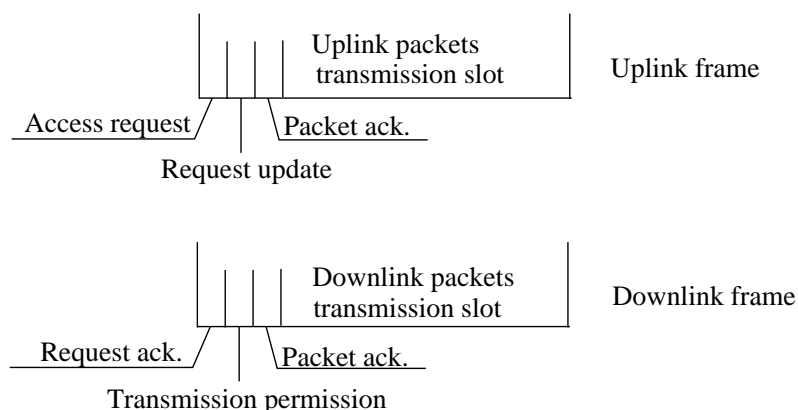 Uplink packets
transmission slot
Uplink frame
Access request
Packet ack.
Request update
Downlink packets
transmission slot
Downlink frame
Request ack.
Packet ack.
Transmission permission